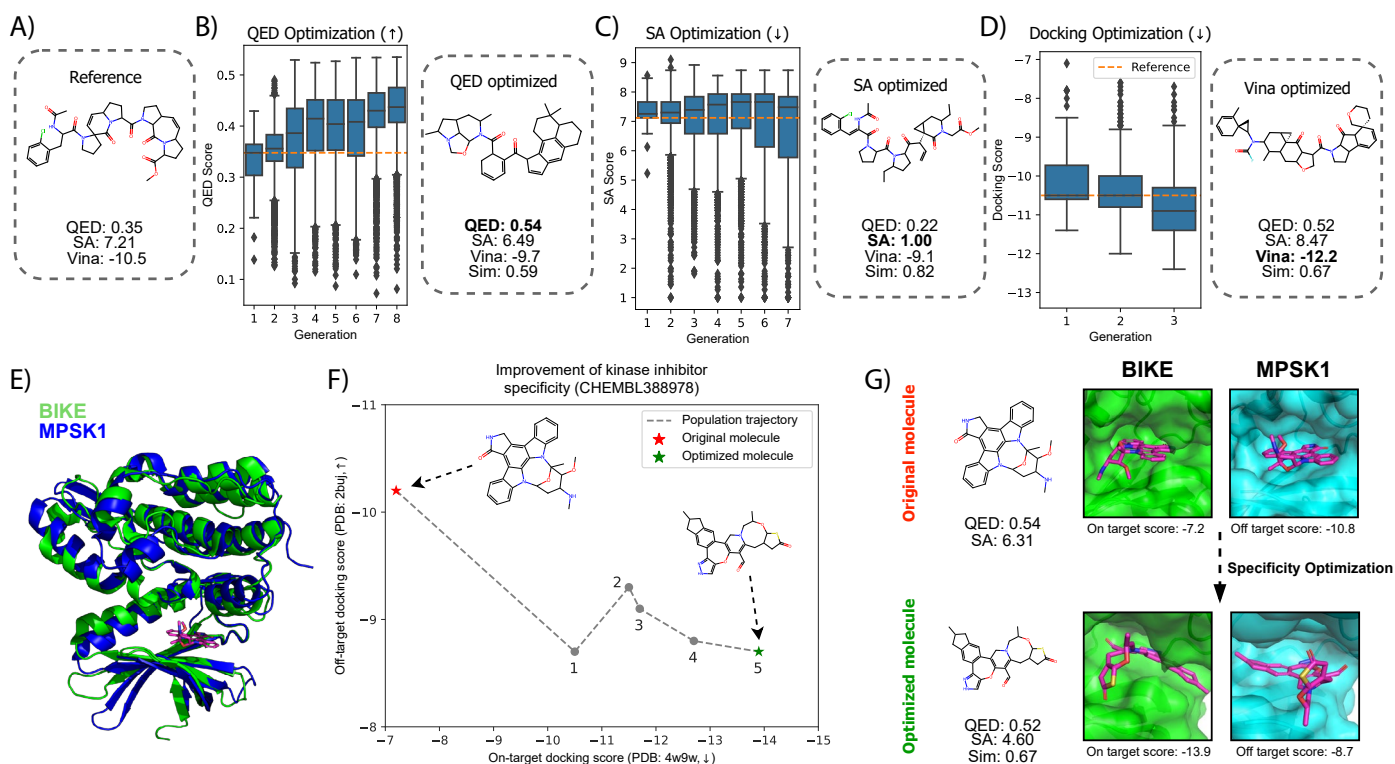 A)
Reference
QED: 0.35
SA: 7.21
Vina: -10.5
B)
QED Optimization (↑)
QED Score
0.5
0.4
0.3
0.2
0.1
1 2 3 4 5 6 7 8
Generation
QED optimized
QED: 0.54
SA: 6.49
Vina: -9.7
Sim: 0.59
C)
SA Optimization (↓)
SA Score
9
8
7
6
5
4
3
2
1
1 2 3 4 5 6 7
Generation
SA optimized
QED: 0.22
SA: 1.00
Vina: -9.1
Sim: 0.82
D)
Docking Optimization (↓)
Reference
Docking Score
−7
−8
−9
−10
−11
−12
−13
1 2 3
Generation
Vina optimized
QED: 0.52
SA: 8.47
Vina: -12.2
Sim: 0.67
E)
BIKE
MPSK1
F)
Improvement of kinase inhibitor
specificity (CHEMBL388978)
Population trajectory
Original molecule
Optimized molecule
Off-target docking score (PDB: 2buj,↑)
−11
−10
−9
−8
1
2
3
4
5
−7 −8 −9 −10 −11 −12 −13 −14 −15
On-target docking score (PDB: 4w9w,↓)
G)
BIKE
MPSK1
Original molecule
QED: 0.54
SA: 6.31
On target score: -7.2
Off target score: -10.8
Specificity Optimization
Optimized molecule
QED: 0.52
SA: 4.60
Sim: 0.67
On target score: -13.9
Off target score: -8.7